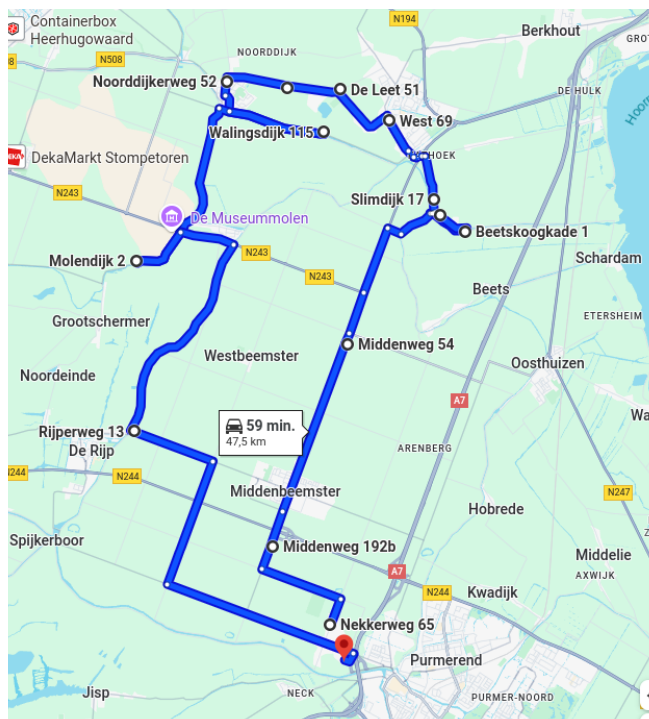 Containerbox
Heerhugowaard
N194
Berkhout
N508
NOORDDIJK
Noorddijkerweg 52
De Leet 51
DE HULK
West 69
Walingsdijk 115
HOEK
DekaMarkt Stompetoren
N243
Slimdijk 17
De Museummolen
Beetskoogkade 1
Molendijk 2
N243
N243
Schardam
Beets
Grootschermer
ETERSHEIM
Middenweg 54
Westbeemster
Oosthuizen
Noordeinde
A7
59 min.
47,5 km
Rijperweg 13
De Rijp
ARENBERG
N244
N244
Middenbeemster
N247
Hobrede
Spijkerboor
Middenweg 192b
Middelie
A7
AXWIJK
N244
Kwadijk
Nekkerweg 65
Purmerend
Jisp
NECK
PURMER-NOORD